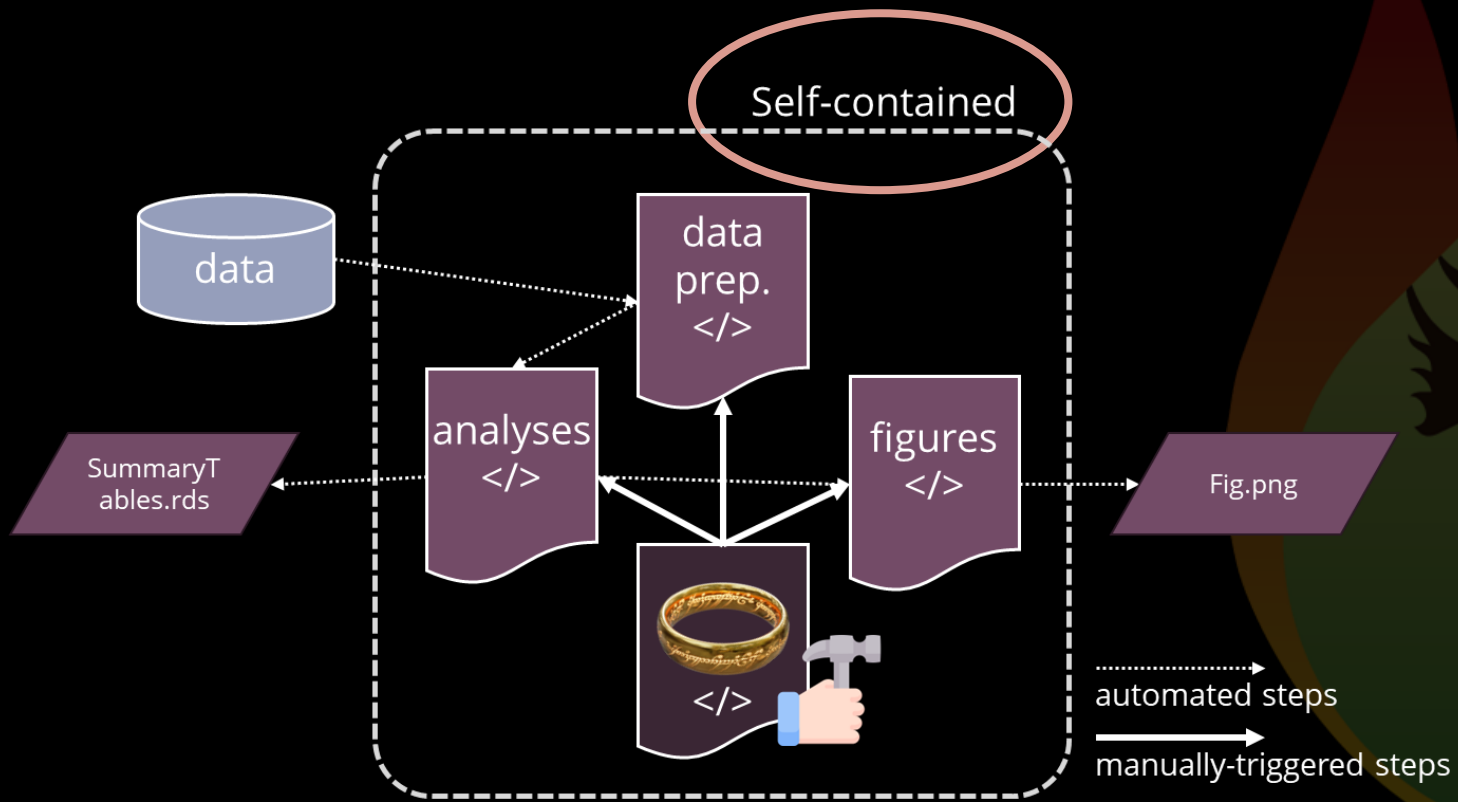 Self-contained
data
data
prep.
</>
analyses
</>
figures
</>
SummaryT
ables.rds
Fig.png
</>
automated steps
manually-triggered steps